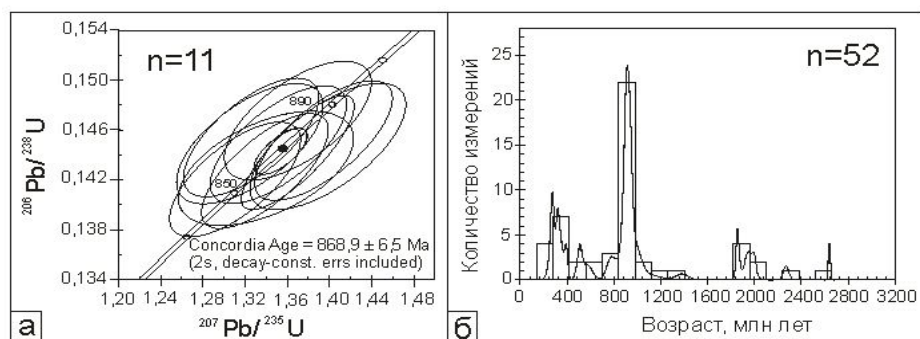 n=11
0,154
0,150
0,146
0,142
0,138
0,134
²⁰⁶Pb/²³⁸U
890
850
Concordia Age = 868,9 ± 6,5 Ma
(2s, decay-const. errs included)
1,20 1,24 1,28 1,32 1,36 1,40 1,44 1,48
²⁰⁷Pb/²³⁵U
а
n=52
25
20
15
10
5
0
Количество измерений
0 400 800 1200 1600 2000 2400 2800 3200
Возраст, млн лет
б